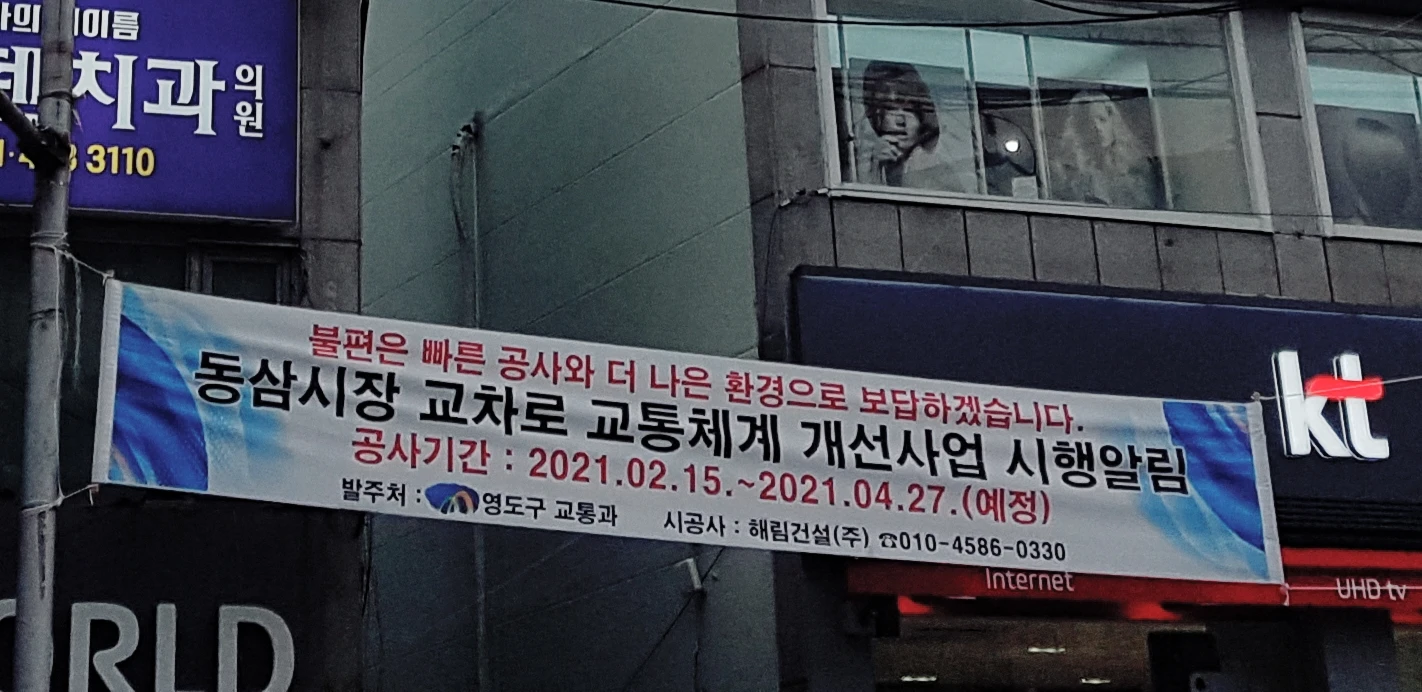 치과
의원
3110
불편은 빠른 공사와 더 나은 환경으로 보답하겠습니다.
동삼시장 교차로 교통체계 개선사업 시행알림
공사기간 : 2021.02.15.~2021.04.27.(예정)
발주처 : 영도구 교통과 시공사 : 해림건설(주) ☎010-4586-0330
kt
Internet
UHD tv